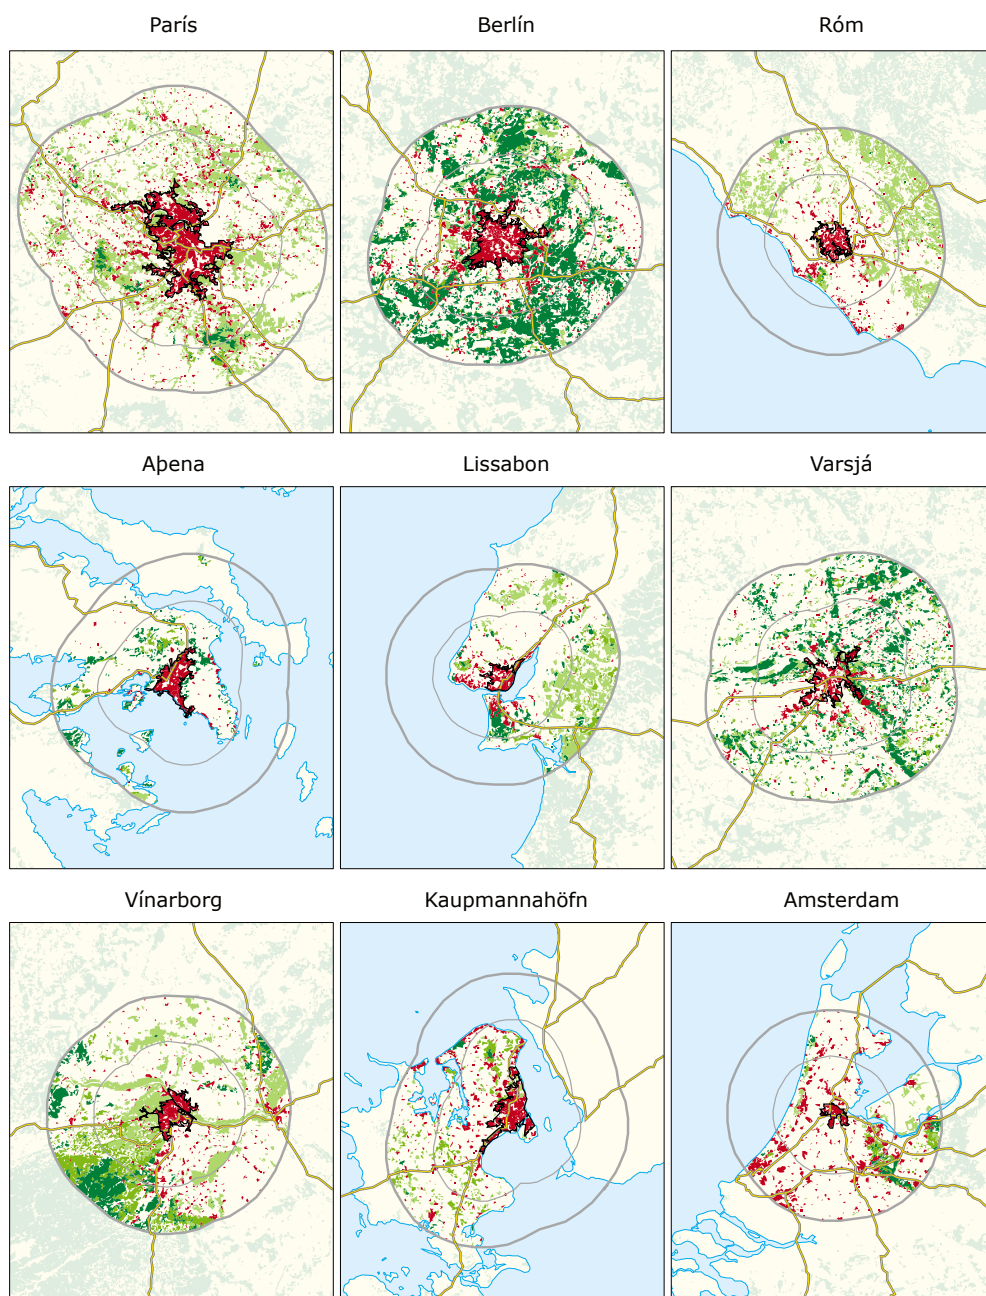 París
Berlín
Róm
Aþena
Lissabon
Varsjá
Vínarborg
Kaupmannahöfn
Amsterdam